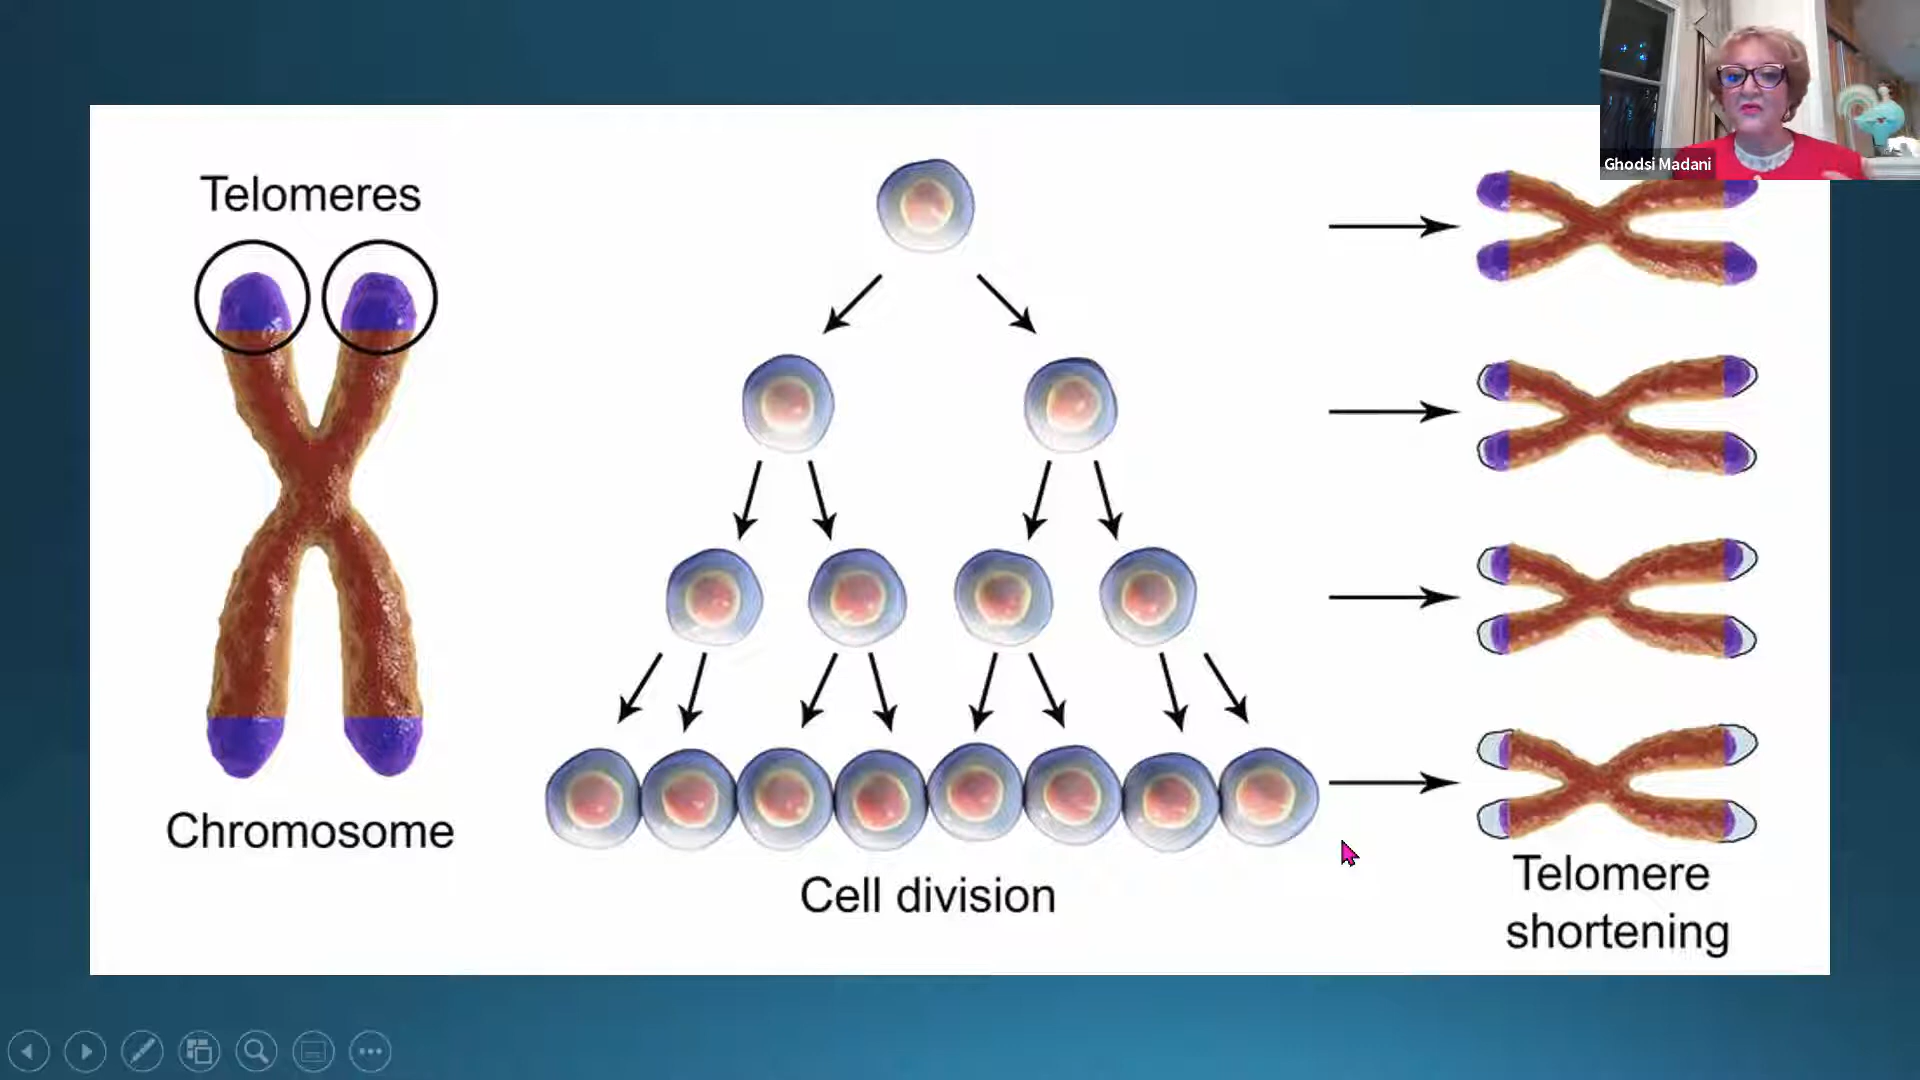 Ghodsi Madani
Telomeres
Chromosome
Cell division
Telomere
shortening